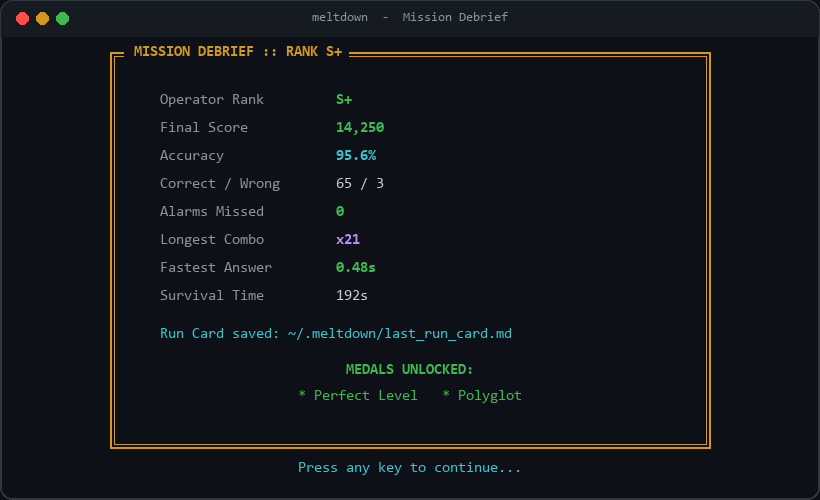 meltdown - Mission Debrief
MISSION DEBRIEF :: RANK S+
Operator Rank S+
Final Score 14,250
Accuracy 95.6%
Correct / Wrong 65 / 3
Alarms Missed 0
Longest Combo x21
Fastest Answer 0.48s
Survival Time 192s
Run Card saved: ~/.meltdown/last_run_card.md
MEDALS UNLOCKED:
* Perfect Level * Polyglot
Press any key to continue...